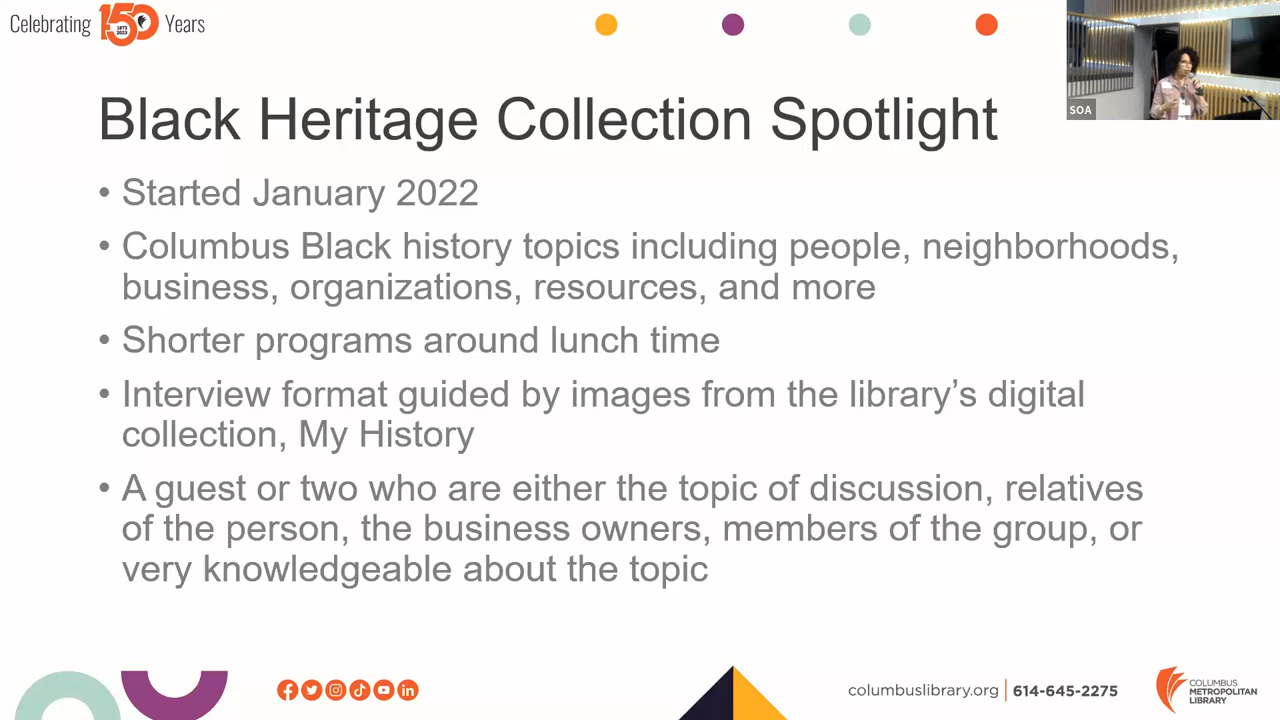 Celebrating 150 Years
1873
2023
SOA
Black Heritage Collection Spotlight
• Started January 2022
• Columbus Black history topics including people, neighborhoods,
business, organizations, resources, and more
• Shorter programs around lunch time
• Interview format guided by images from the library’s digital
collection, My History
• A guest or two who are either the topic of discussion, relatives
of the person, the business owners, members of the group, or
very knowledgeable about the topic
columbuslibrary.org | 614-645-2275
COLUMBUS
METROPOLITAN
LIBRARY